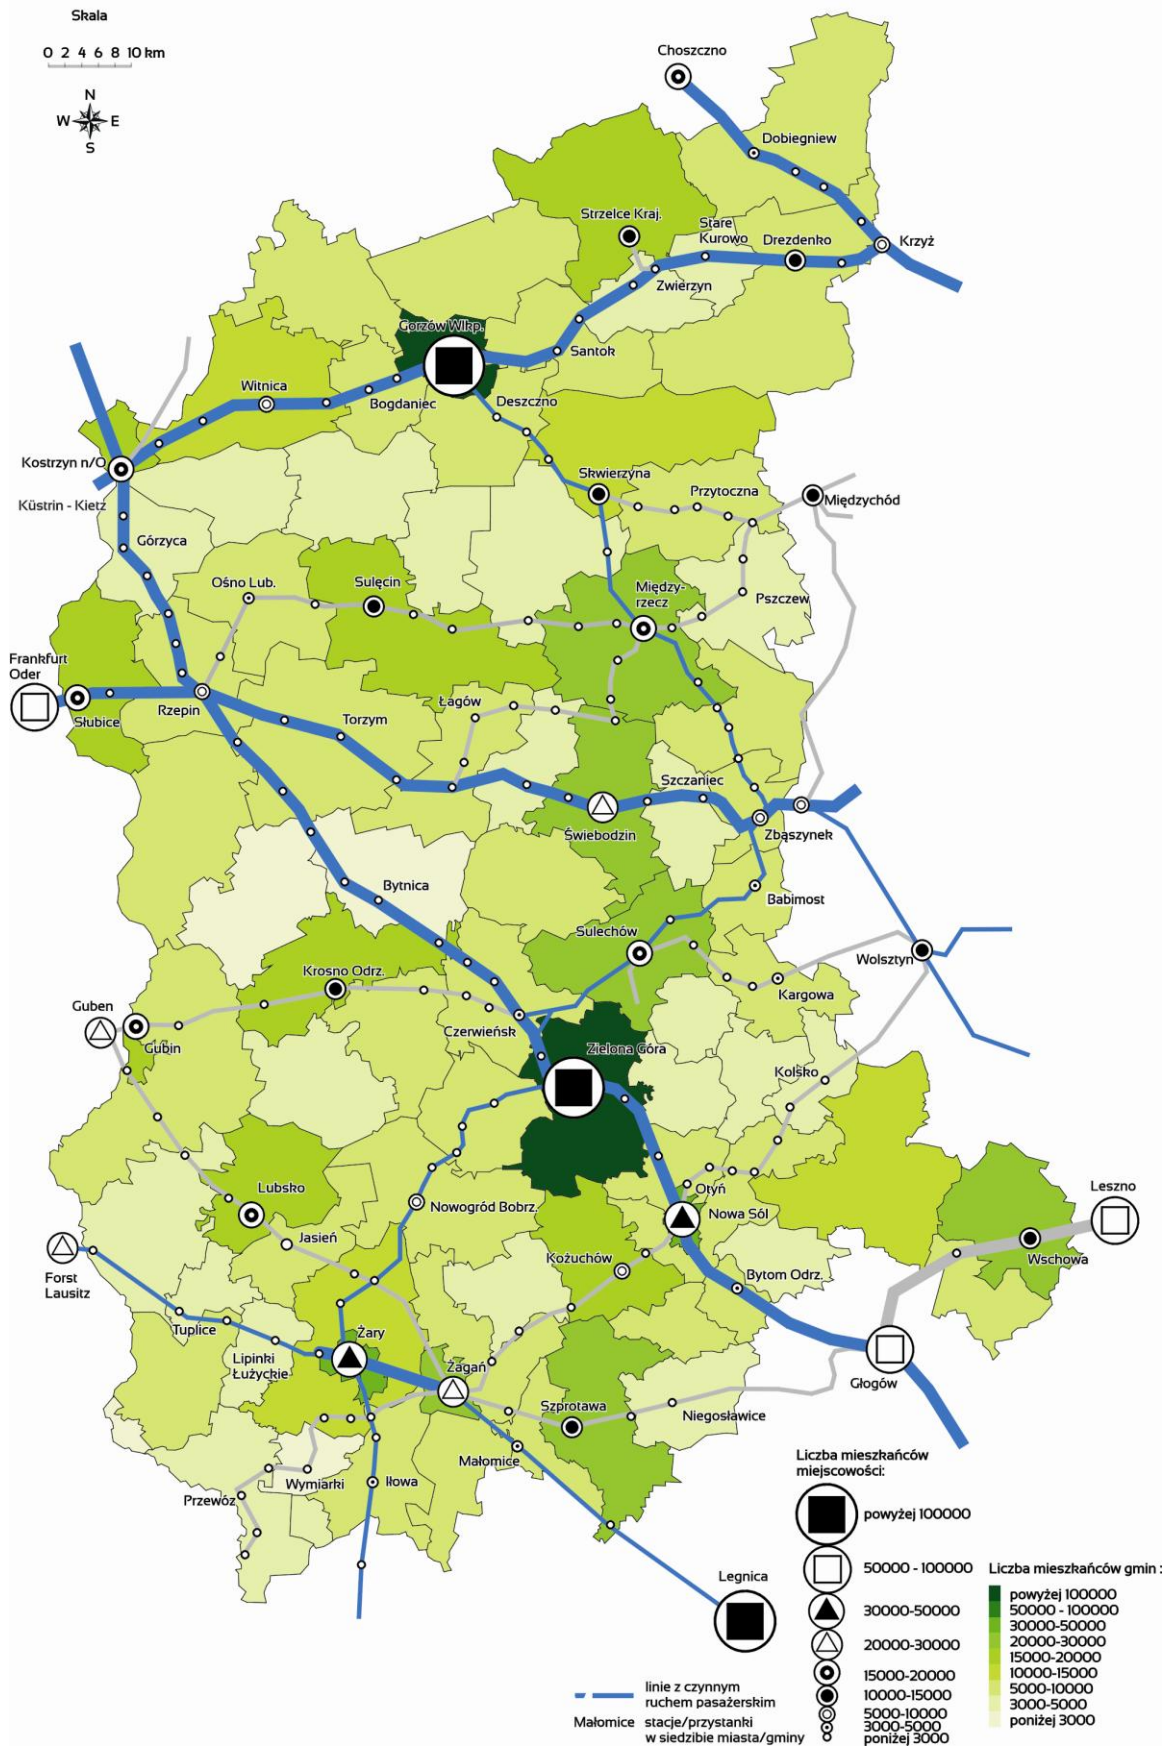 Skala
0 2 4 6 8 10 km
N
W E
S
Choszczno
Dobiegniew
Strzelce Kraj.
Stare
Kurowo
Drezdenko
Krzyż
Zwierzyn
Gorzów Wlkp.
Santok
Witnica
Bogdaniec
Deszczno
Kostrzyn n/O
Küstrin - Kietz
Skwierzyna
Przytoczna
Międzychód
Górzyca
Ośno Lub.
Sulęcin
Między-
rzecz
Pszczew
Frankfurt
Oder
Słubice
Rzepin
Torzym
Łagów
Szczaniec
Świebodzin
Zbąszynek
Bytnica
Babimost
Sulechów
Wolsztyn
Krosno Odrz.
Kargowa
Guben
Gubin
Czerwieńsk
Zielona Góra
Kolsko
Lubsko
Otyń
Leszno
Nowogród Bobrz.
Nowa Sól
Jasień
Kożuchów
Wschowa
Forst
Lausitz
Bytom Odrz.
Tuplice
Żary
Lipinki
Łużyckie
Żagań
Głogów
Szprotawa
Niegosławice
Małomice
Wymiarki
Iłowa
Przewóz
Legnica
Liczba mieszkańców
miejscowości:
powyżej 100000
50000 - 100000
30000-50000
20000-30000
15000-20000
10000-15000
5000-10000
3000-5000
poniżej 3000
Liczba mieszkańców gmin :
powyżej 100000
50000 - 100000
30000-50000
20000-30000
15000-20000
10000-15000
5000-10000
3000-5000
poniżej 3000
linie z czynnym
ruchem pasażerskim
Małomice stacje/przystanki
w siedzibie miasta/gminy